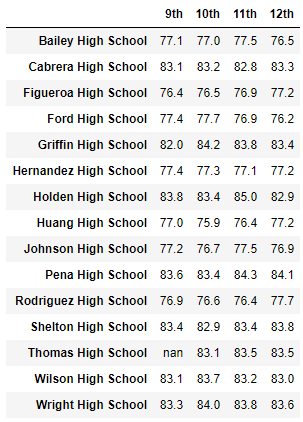 9th 10th 11th 12th
Bailey High School 77.1 77.0 77.5 76.5
Cabrera High School 83.1 83.2 82.8 83.3
Figueroa High School 76.4 76.5 76.9 77.2
Ford High School 77.4 77.7 76.9 76.2
Griffin High School 82.0 84.2 83.8 83.4
Hernandez High School 77.4 77.3 77.1 77.2
Holden High School 83.8 83.4 85.0 82.9
Huang High School 77.0 75.9 76.4 77.2
Johnson High School 77.2 76.7 77.5 76.9
Pena High School 83.6 83.4 84.3 84.1
Rodriguez High School 76.9 76.6 76.4 77.7
Shelton High School 83.4 82.9 83.4 83.8
Thomas High School nan 83.1 83.5 83.5
Wilson High School 83.1 83.7 83.2 83.0
Wright High School 83.3 84.0 83.8 83.6